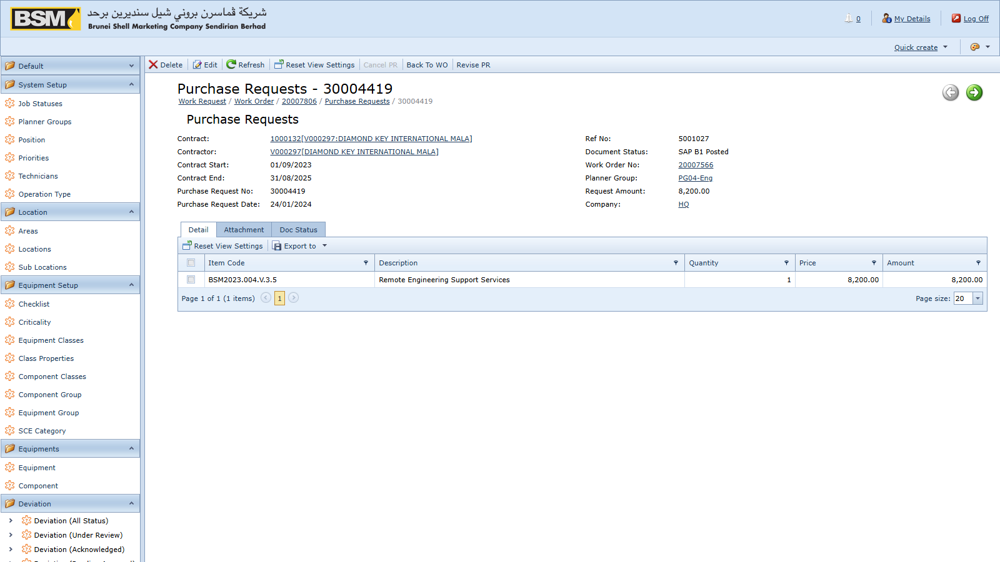 BSM
شريكة ڤماسرن بروني شيل سنديرين برحد
Brunei Shell Marketing Company Sendirian Berhad
0
My Details
Log Off
Quick create
Default
System Setup
Job Statuses
Planner Groups
Position
Priorities
Technicians
Operation Type
Location
Areas
Locations
Sub Locations
Equipment Setup
Checklist
Criticality
Equipment Classes
Class Properties
Component Classes
Component Group
Equipment Group
SCE Category
Equipments
Equipment
Component
Deviation
Deviation (All Status)
Deviation (Under Review)
Deviation (Acknowledged)
Delete Edit Refresh Reset View Settings Cancel PR Back To WO Revise PR
Purchase Requests - 30004419
Work Request / Work Order / 20007806 / Purchase Requests / 30004419
Purchase Requests
Contract: 1000132[V000297:DIAMOND KEY INTERNATIONAL MALA]
Contractor: V000297[DIAMOND KEY INTERNATIONAL MALA]
Contract Start: 01/09/2023
Contract End: 31/08/2025
Purchase Request No: 30004419
Purchase Request Date: 24/01/2024
Ref No: 5001027
Document Status: SAP B1 Posted
Work Order No: 20007566
Planner Group: PG04-Eng
Request Amount: 8,200.00
Company: HQ
Detail Attachment Doc Status
Reset View Settings Export to
Item Code Description Quantity Price Amount
BSM2023.004.V.3.5 Remote Engineering Support Services 1 8,200.00 8,200.00
Page 1 of 1 (1 items) 1 Page size: 20